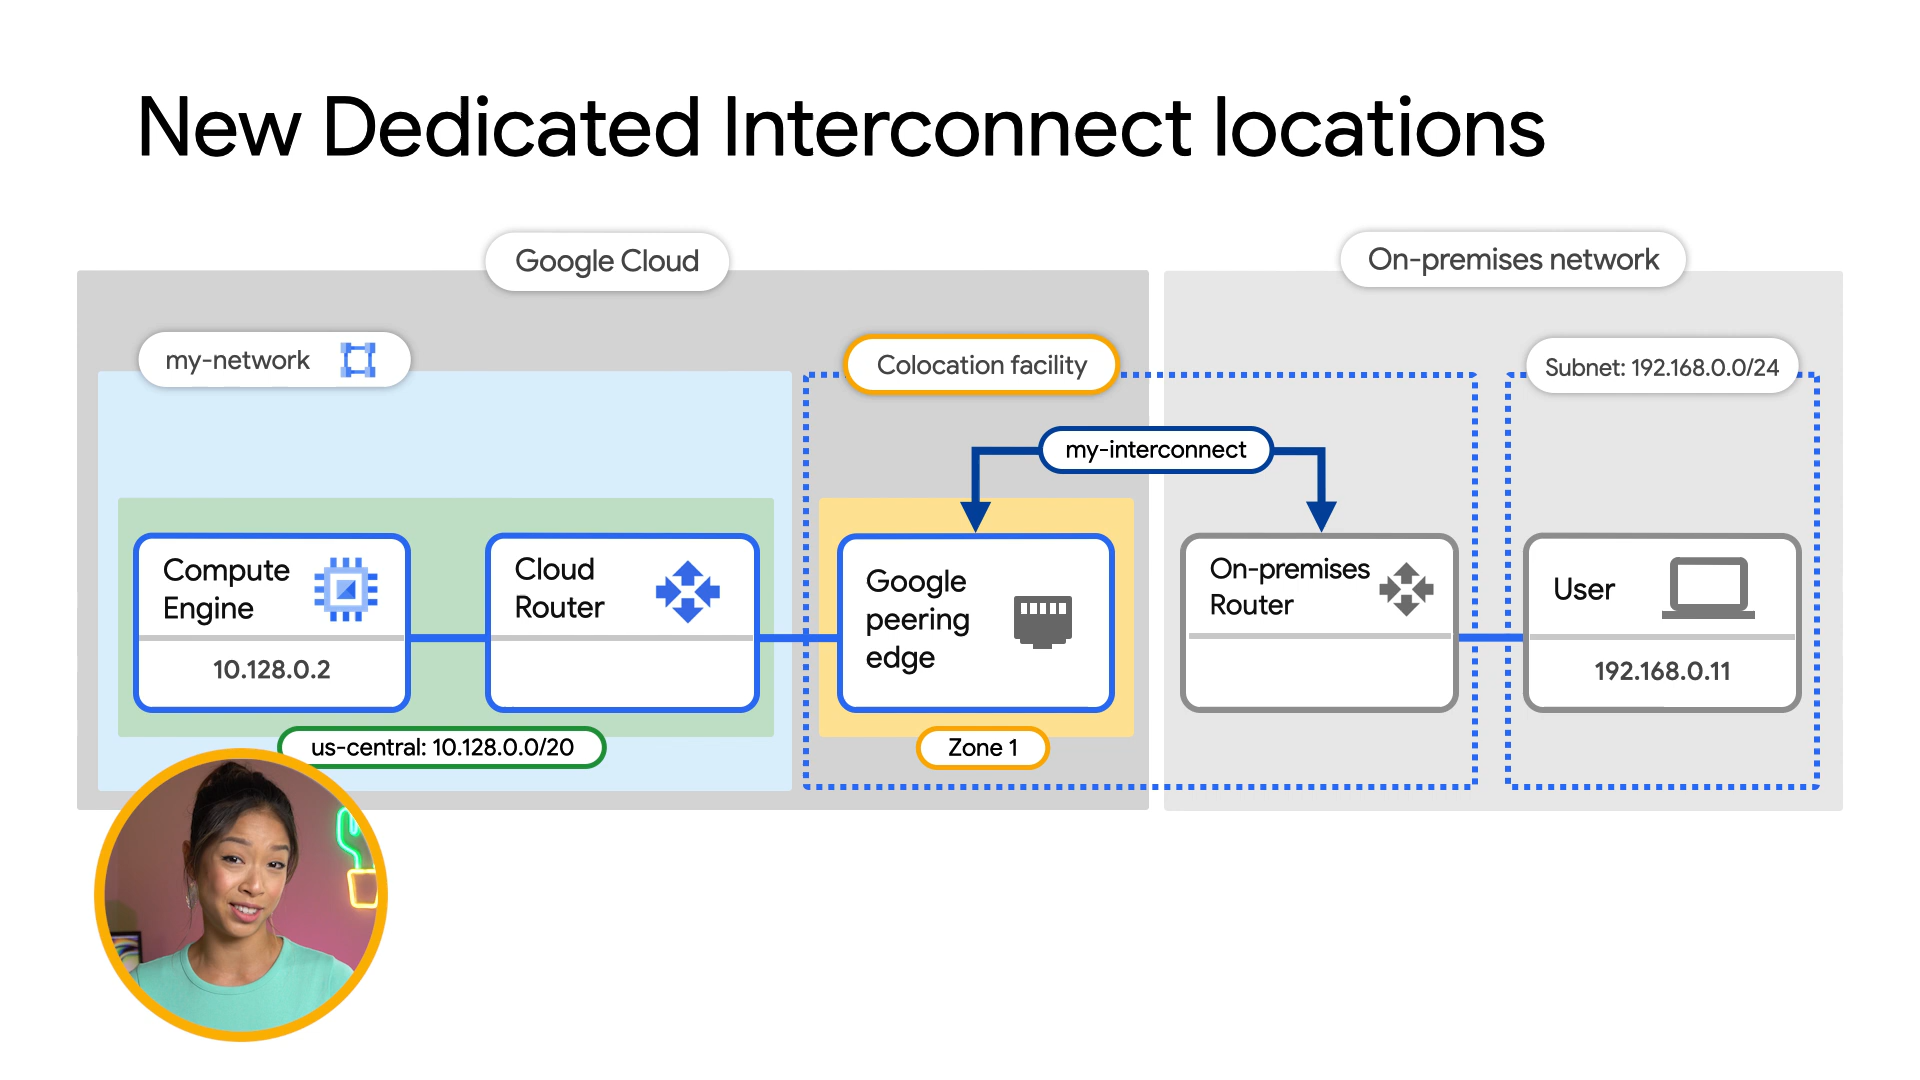 New Dedicated Interconnect locations
Google Cloud
On-premises network
my-network
Colocation facility
Subnet: 192.168.0.0/24
my-interconnect
Compute
Engine
10.128.0.2
Cloud
Router
Google
peering
edge
On-premises
Router
User
192.168.0.11
us-central: 10.128.0.0/20
Zone 1